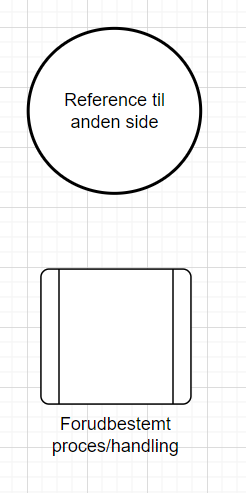 Reference til
anden side
Forudbestemt
proces/handling